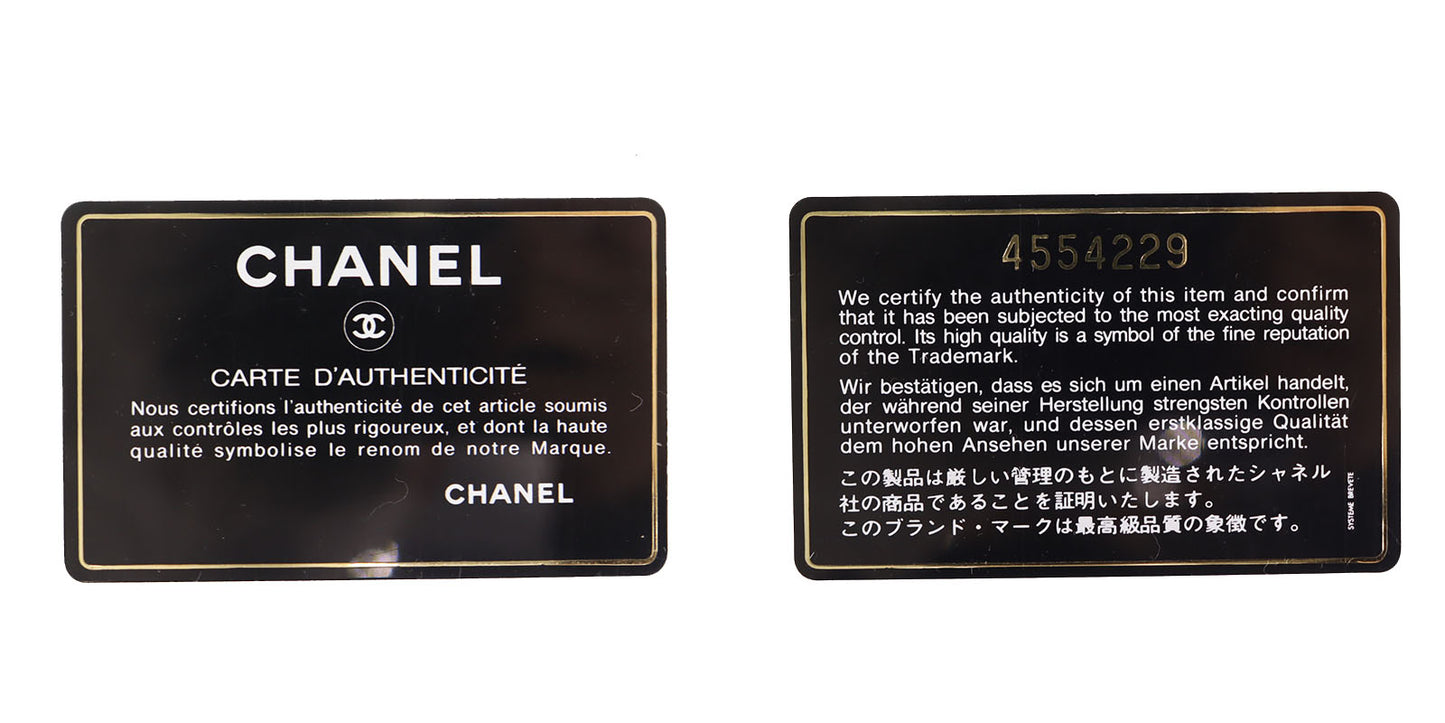 CHANEL
CARTE D'AUTHENTICITÉ
Nous certifions l'authenticité de cet article soumis
aux contrôles les plus rigoureux, et dont la haute
qualité symbolise le renom de notre Marque.
CHANEL
4554229
We certify the authenticity of this item and confirm
that it has been subjected to the most exacting quality
control. Its high quality is a symbol of the fine reputation
of the Trademark.
Wir bestätigen, dass es sich um einen Artikel handelt,
der während seiner Herstellung strengsten Kontrollen
unterworfen war, und dessen erstklassige Qualität
dem hohen Ansehen unserer Marke entspricht.
この製品は厳しい管理のもとに製造されたシャネル
社の商品であることを証明いたします。
このブランド・マークは最高級品質の象徴です。
SYSTEME BREVETE